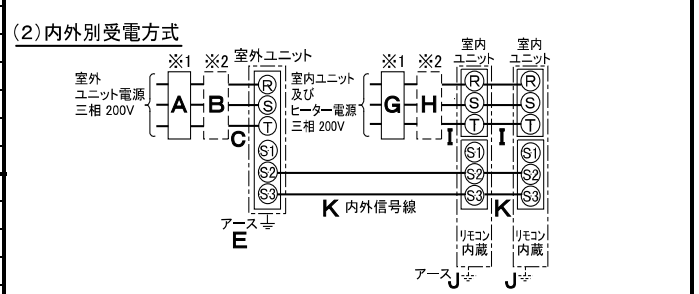 (2)内外別受電方式
※1 ※2 室外ユニット
室外
ユニット電源
三相 200V
A B
R
S
T
C
S1
S2
S3
アース
E
※1 ※2
室内ユニット
及び
ヒーター電源
三相 200V
G H
室内
ユニット
室内
ユニット
R R
S S
T T
I I
S1 S1
S2 S2
S3 S3
K 内外信号線 K
リモコン
内蔵
リモコン
内蔵
アース J J